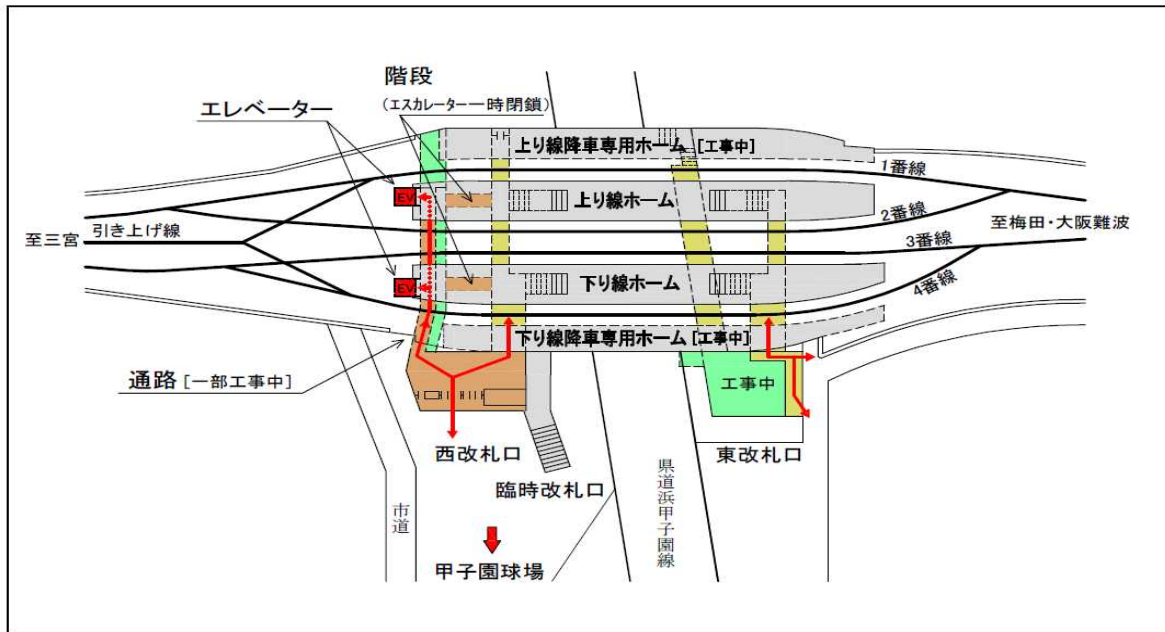 階段
(エスカレーター一時閉鎖)
エレベーター
上り線降車専用ホーム [工事中]
1番線
EV
上り線ホーム
2番線
至三宮
引き上げ線
3番線
至梅田・大阪難波
EV
下り線ホーム
4番線
下り線降車専用ホーム [工事中]
通路 [一部工事中]
工事中
西改札口
東改札口
臨時改札口
市道
県道浜甲子園線
甲子園球場